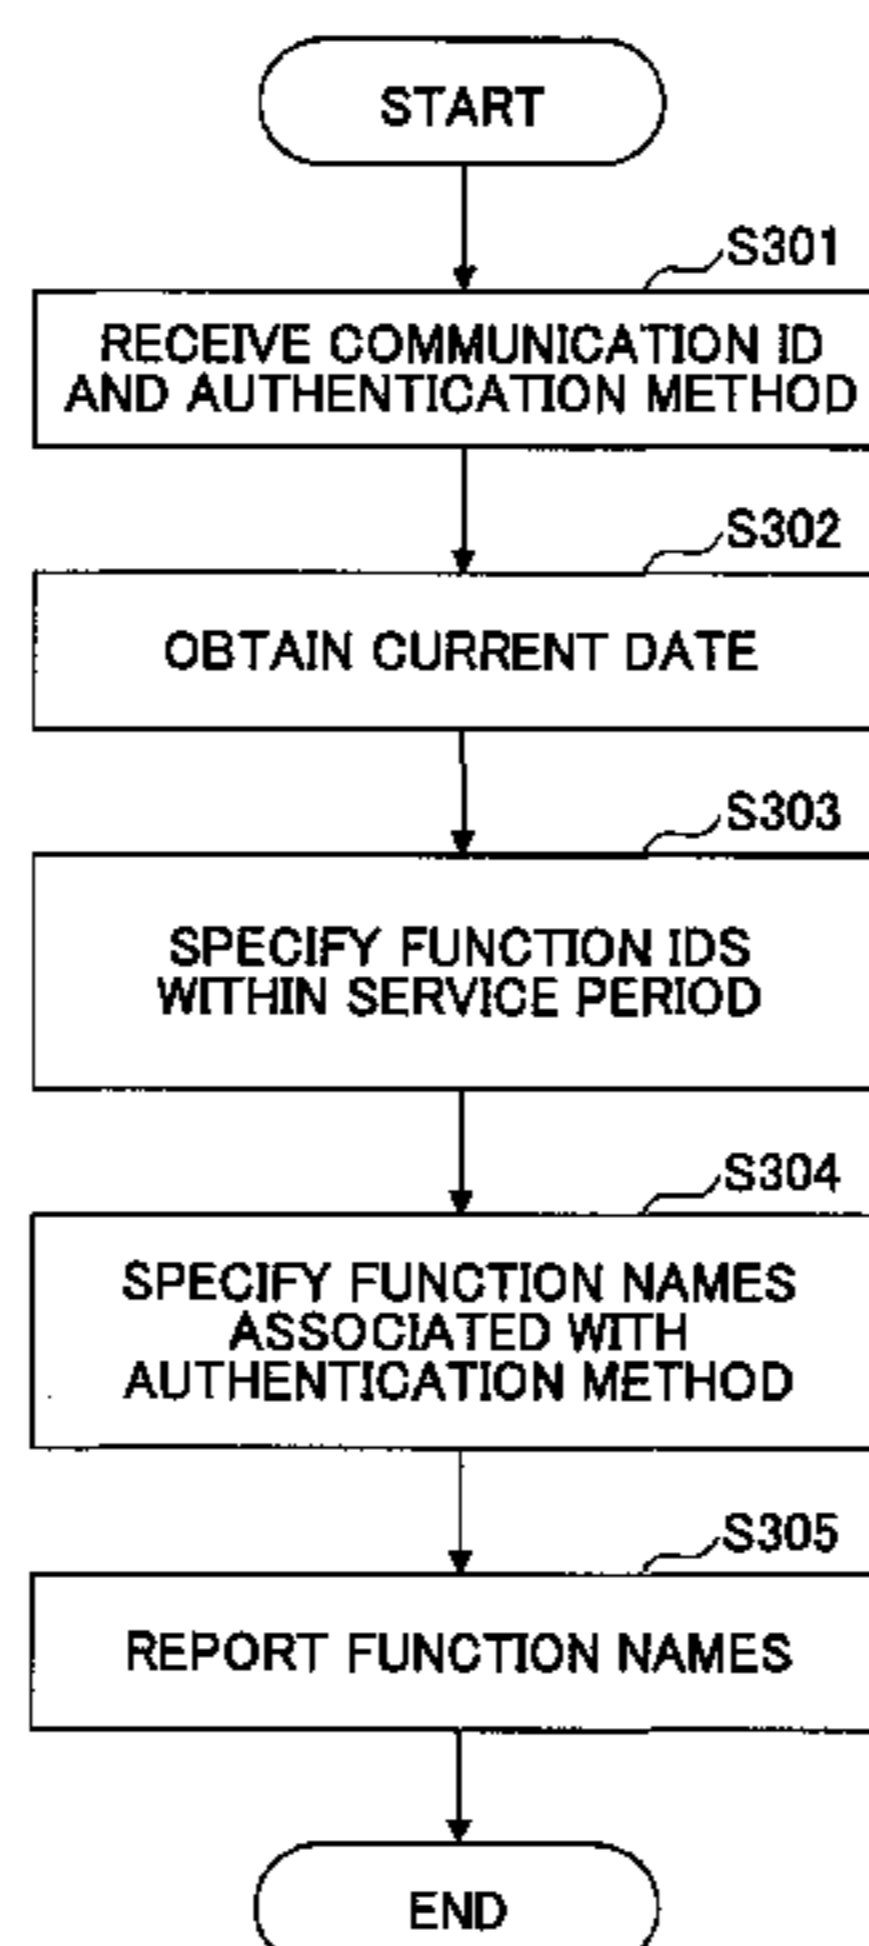 START
S301
RECEIVE COMMUNICATION ID
AND AUTHENTICATION METHOD
S302
OBTAIN CURRENT DATE
S303
SPECIFY FUNCTION IDS
WITHIN SERVICE PERIOD
S304
SPECIFY FUNCTION NAMES
ASSOCIATED WITH
AUTHENTICATION METHOD
S305
REPORT FUNCTION NAMES
END